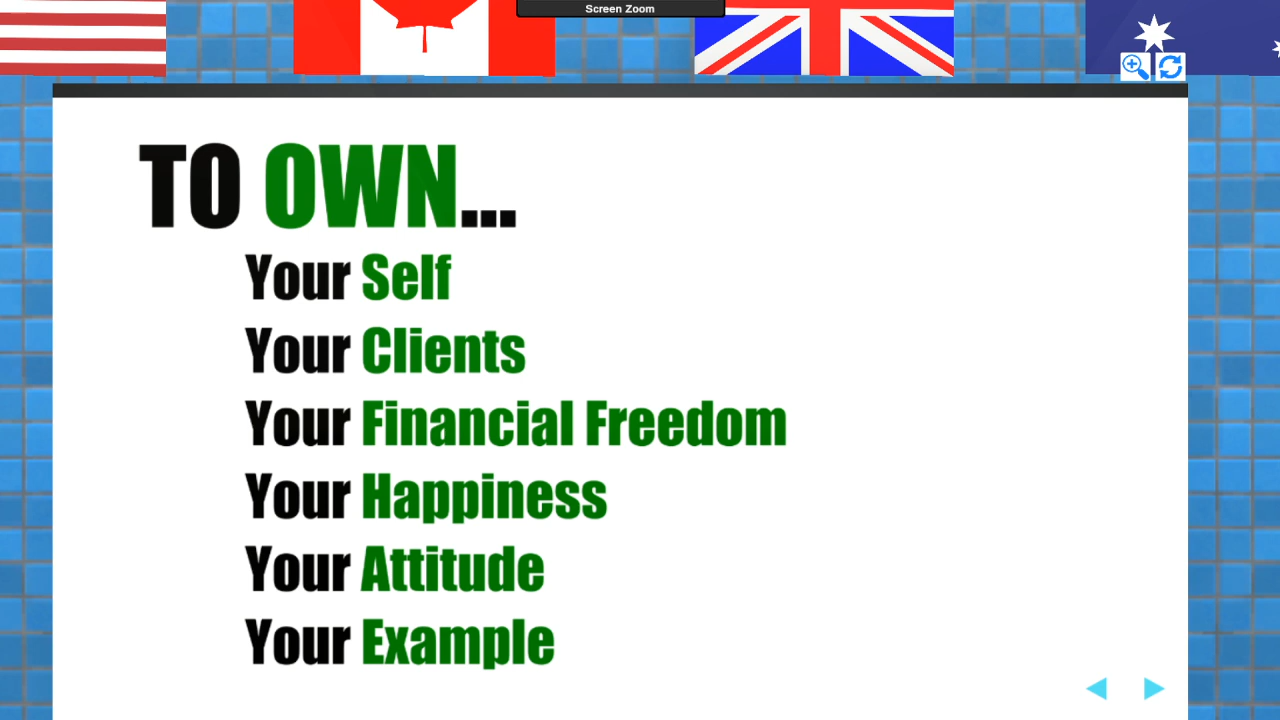 Screen Zoom
TO OWN...
Your Self
Your Clients
Your Financial Freedom
Your Happiness
Your Attitude
Your Example